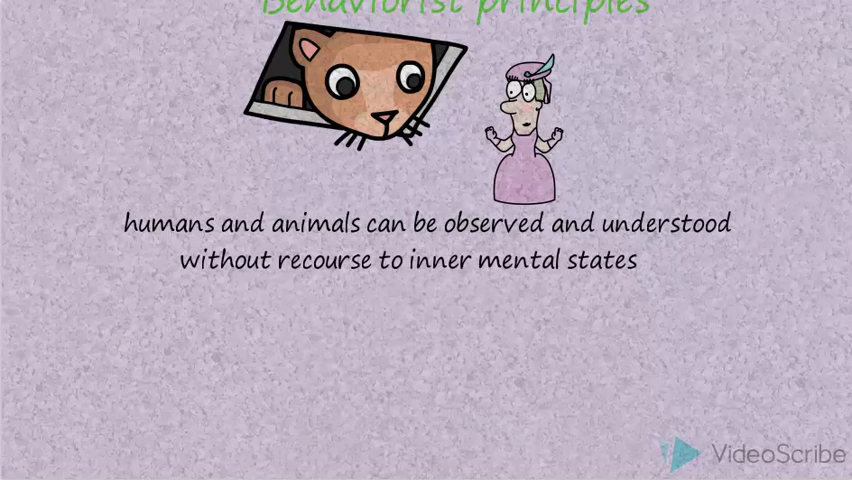 Behaviorist principles
humans and animals can be observed and understood
without recourse to inner mental states
VideoScribe